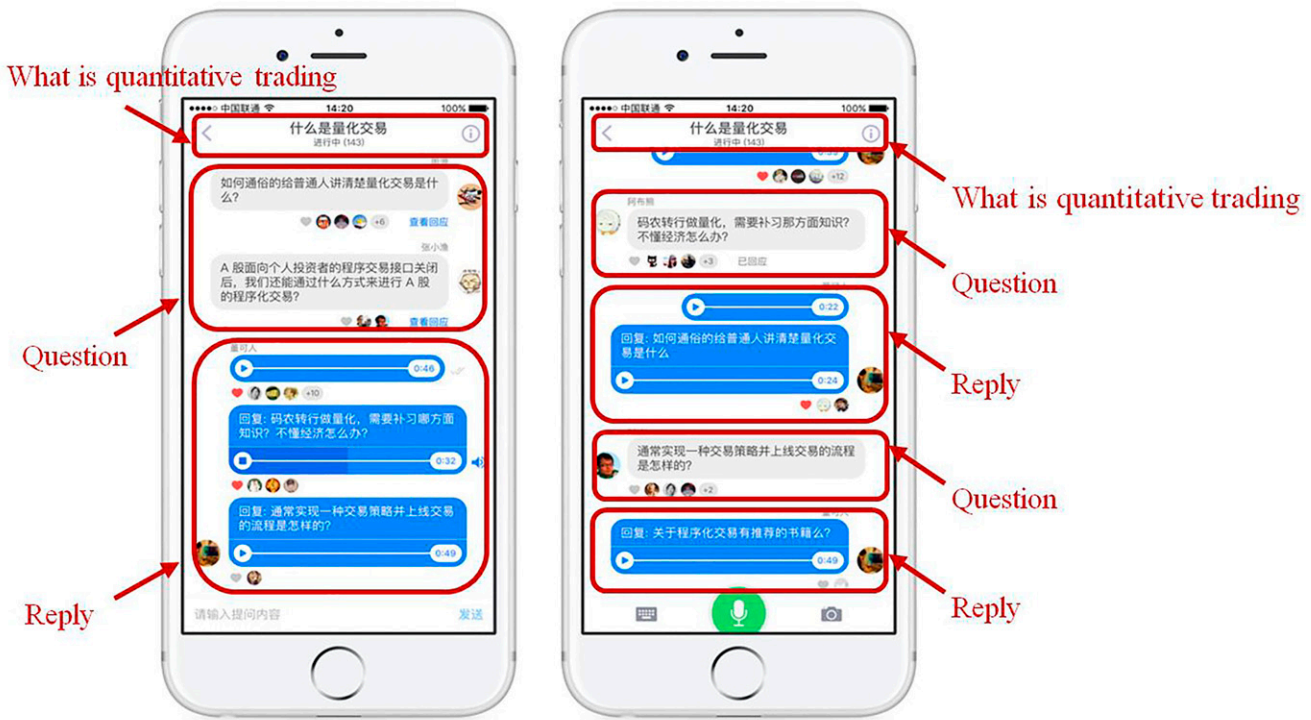 What is quantitative trading
中国联通
14:20
100%
什么是量化交易
进行中 (143)
如何通俗的给普通人讲清楚量化交易是什
么?
+6
查看回应
张小渔
A 股面向个人投资者的程序交易接口关闭
后，我们还能通过什么方式来进行 A 股
的程序化交易?
查看回应
Question
量可人
0:46
+10
回复: 码农转行做量化，需要补习哪方面
知识? 不懂经济怎么办?
0:32
回复: 通常实现一种交易策略并上线交易
的流程是怎样的?
0:49
Reply
请输入提问内容
发送
中国联通
14:20
100%
什么是量化交易
进行中 (143)
What is quantitative trading
+12
阿布熊
码农转行做量化，需要补习那方面知识?
不懂经济怎么办?
+3
已回应
Question
0:22
回复: 如何通俗的给普通人讲清楚量化交
易是什么
0:24
Reply
通常实现一种交易策略并上线交易的流程
是怎样的?
+2
Question
回复: 关于程序化交易有推荐的书籍么?
0:49
Reply